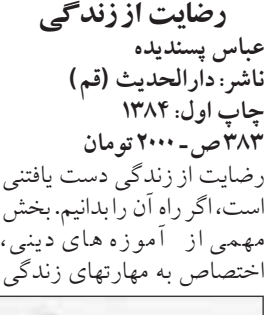 رضایت از زندگی
عباس پسندیده
ناشر: دارالحدیث (قم)
چاپ اول: ۱۳۸۴
۳۸۳ ص ـ ۲۰۰۰ تومان
رضایت از زندگی دست یافتنی
است، اگر راه آن را بدانیم. بخش
مهمی از آموزه های دینی،
اختصاص به مهارتهای زندگی